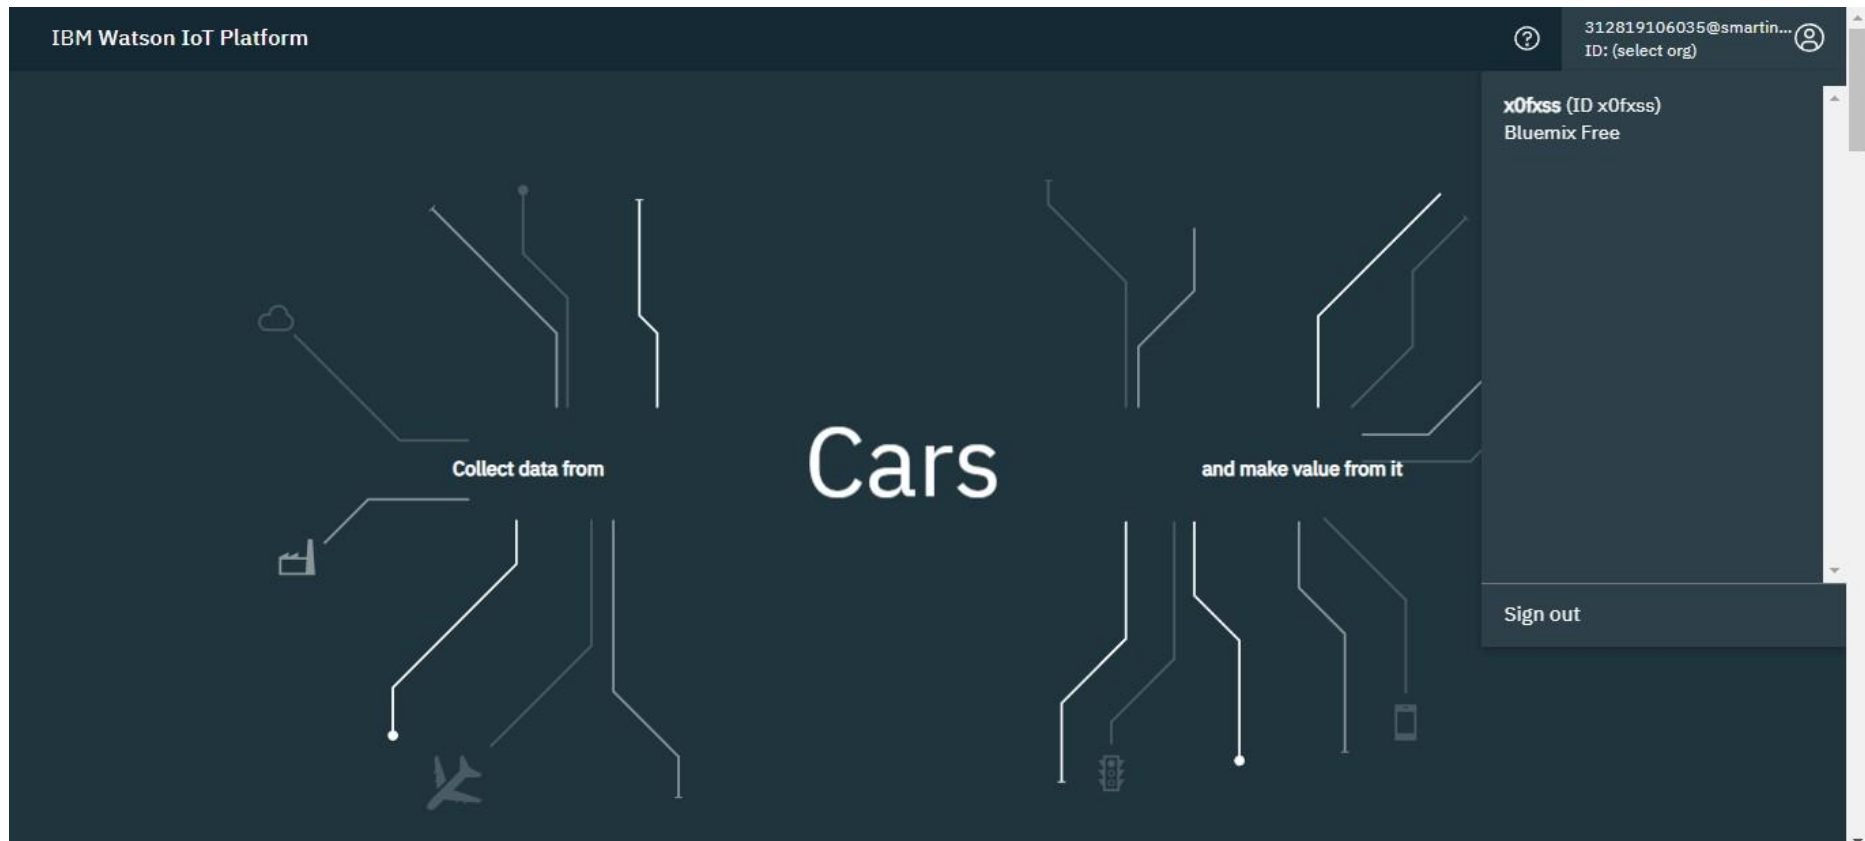 IBM Watson IoT Platform
312819106035@smartin...
ID: (select org)
x0fxss (ID x0fxss)
Bluemix Free
Collect data from
Cars
and make value from it
Sign out